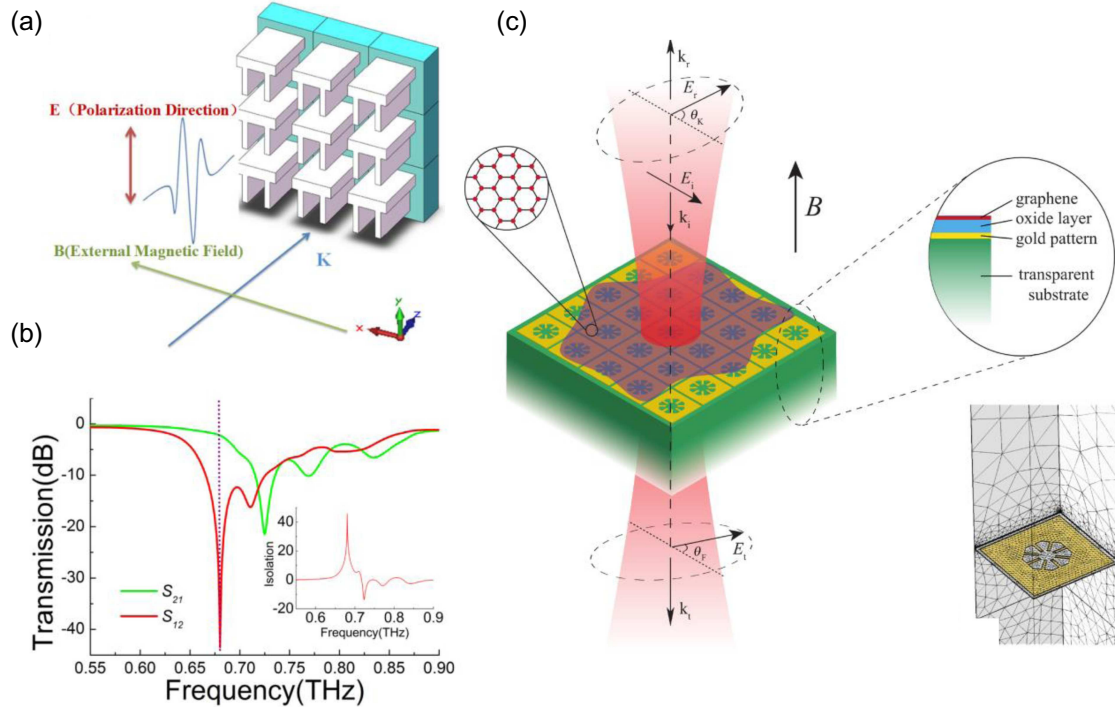 (a)
E（Polarization Direction）
B(External Magnetic Field)
K
x
y
z
(b)
Transmission(dB)
0
-10
-20
-30
-40
S21
S12
Isolation
40
20
0
-20
0.6 0.7 0.8 0.9
Frequency(THz)
0.55 0.60 0.65 0.70 0.75 0.80 0.85 0.90
Frequency(THz)
(c)
kr
Er
θK
Ei
ki
B
graphene
oxide layer
gold pattern
transparent
substrate
θF
Et
kt